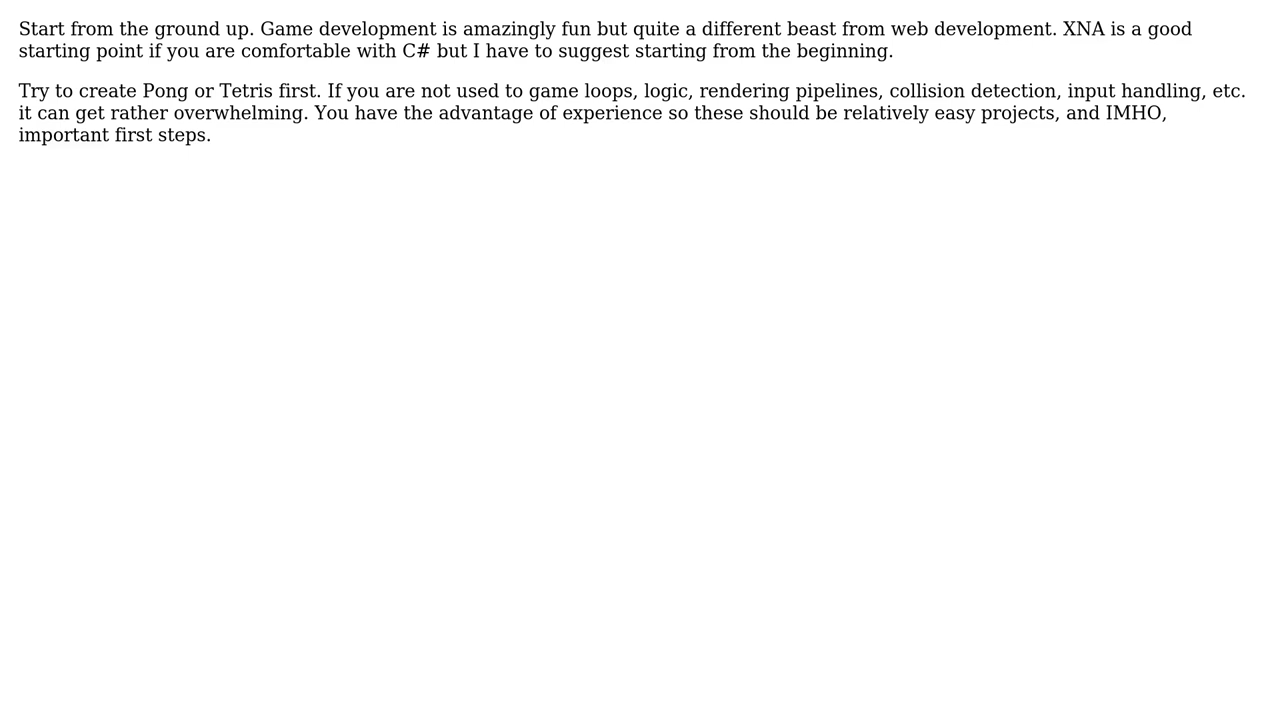 Start from the ground up. Game development is amazingly fun but quite a different beast from web development. XNA is a good
starting point if you are comfortable with C# but I have to suggest starting from the beginning.
Try to create Pong or Tetris first. If you are not used to game loops, logic, rendering pipelines, collision detection, input handling, etc.
it can get rather overwhelming. You have the advantage of experience so these should be relatively easy projects, and IMHO,
important first steps.